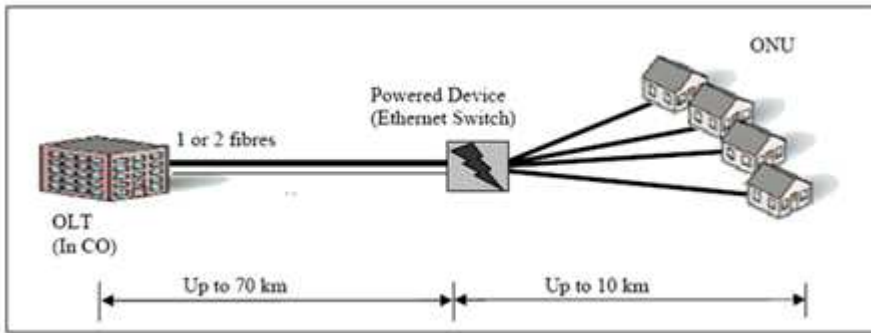 ONU
Powered Device
(Ethernet Switch)
1 or 2 fibres
OLT
(In CO)
Up to 70 km
Up to 10 km